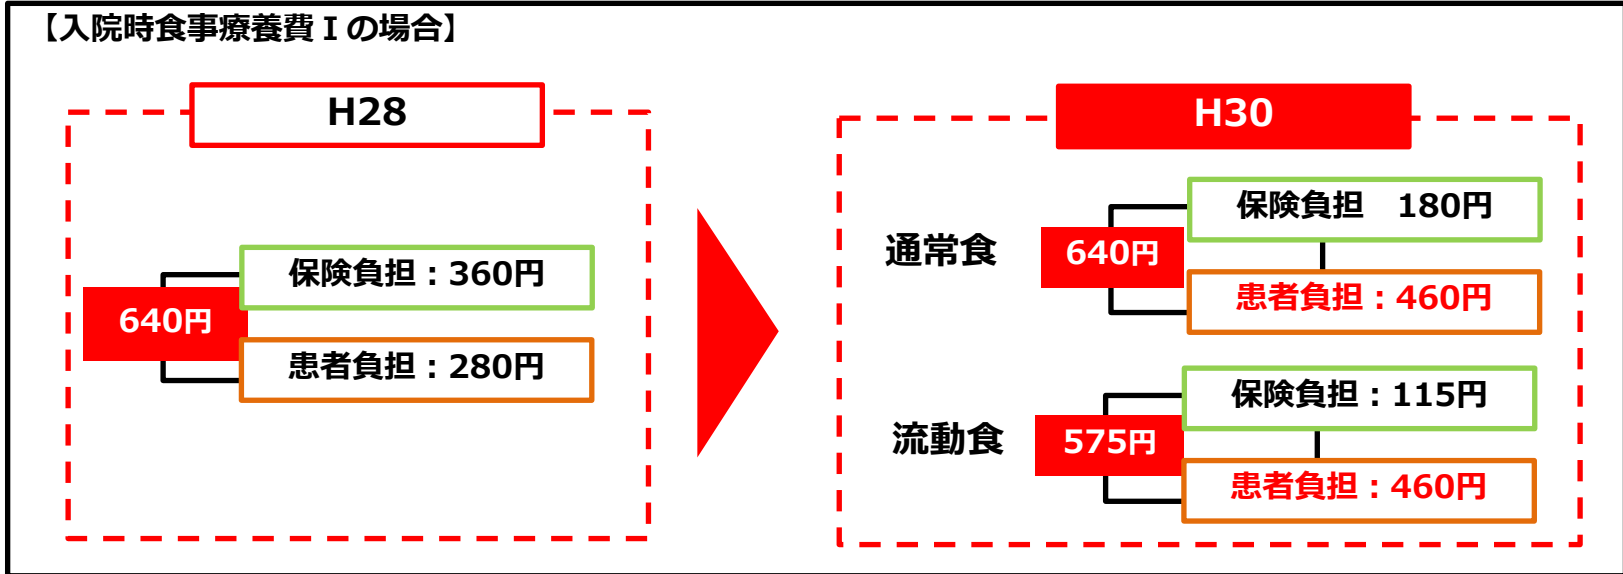 【入院時食事療養費Ⅰの場合】
H28
640円
保険負担：360円
患者負担：280円
H30
通常食
640円
保険負担　180円
患者負担：460円
流動食
575円
保険負担：115円
患者負担：460円